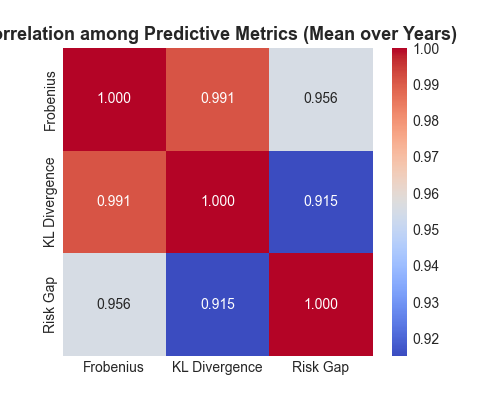 orrelation among Predictive Metrics (Mean over Years)
Frobenius 1.000 0.991 0.956
KL Divergence 0.991 1.000 0.915
Risk Gap 0.956 0.915 1.000
Frobenius KL Divergence Risk Gap
1.00
0.99
0.98
0.97
0.96
0.95
0.94
0.93
0.92